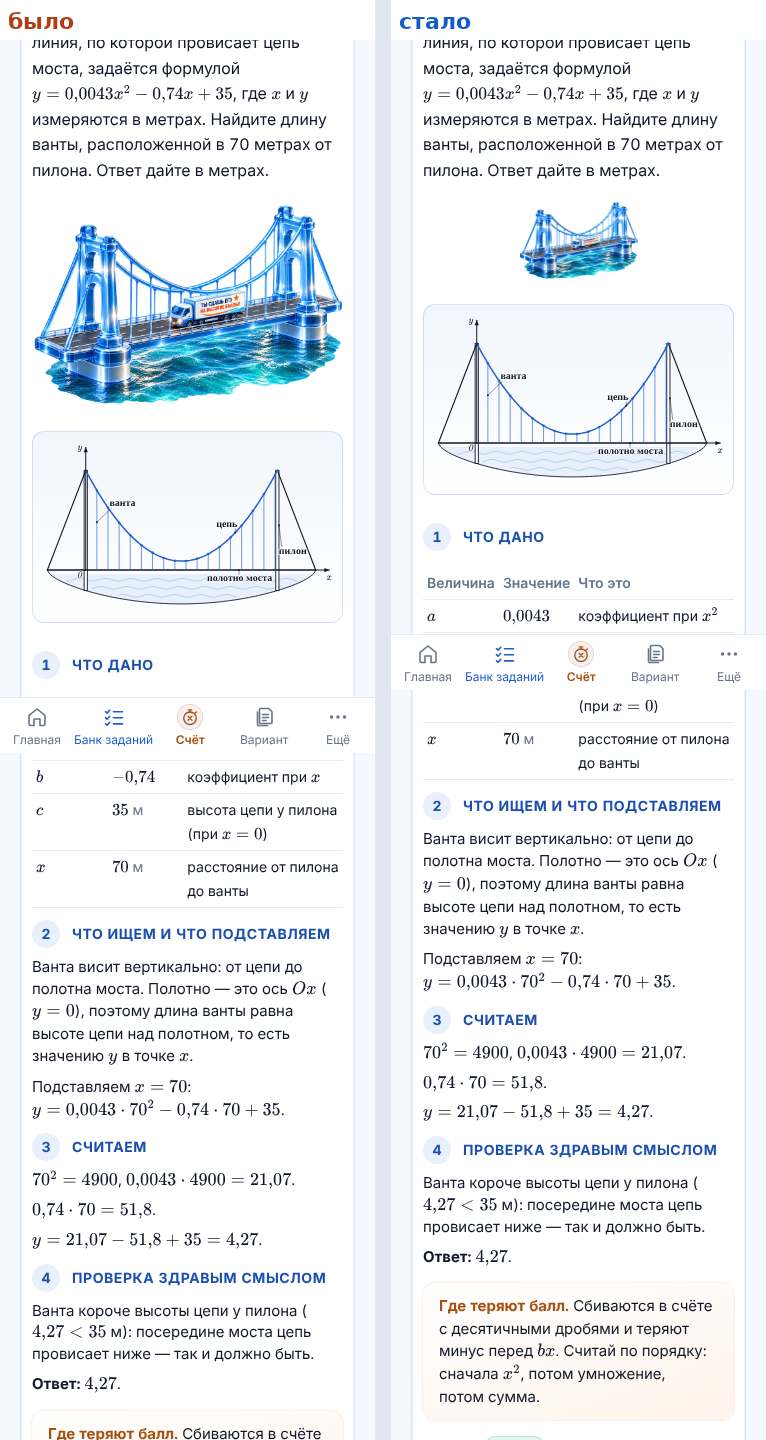 было
линия, по которой провисает цепь
моста, задаётся формулой
y = 0,0043x² − 0,74x + 35, где x и y
измеряются в метрах. Найдите длину
ванты, расположенной в 70 метрах от
пилона. Ответ дайте в метрах.
ТЫ СДАШЬ ЕГЭ
НА ВЫСОКИЕ БАЛЛЫ!
y
ванта
цепь
пилон
0
полотно моста
x
1 ЧТО ДАНО
Главная Банк заданий Счёт Вариант Ещё
b −0,74 коэффициент при x
c 35 м высота цепи у пилона
(при x = 0)
x 70 м расстояние от пилона
до ванты
2 ЧТО ИЩЕМ И ЧТО ПОДСТАВЛЯЕМ
Ванта висит вертикально: от цепи до
полотна моста. Полотно — это ось Ox (
y = 0), поэтому длина ванты равна
высоте цепи над полотном, то есть
значению y в точке x.
Подставляем x = 70:
y = 0,0043 · 70² − 0,74 · 70 + 35.
3 СЧИТАЕМ
70² = 4900, 0,0043 · 4900 = 21,07.
0,74 · 70 = 51,8.
y = 21,07 − 51,8 + 35 = 4,27.
4 ПРОВЕРКА ЗДРАВЫМ СМЫСЛОМ
Ванта короче высоты цепи у пилона (
4,27 < 35 м): посередине моста цепь
провисает ниже — так и должно быть.
Ответ: 4,27.
Где теряют балл. Сбиваются в счёте
стало
линия, по которой провисает цепь
моста, задаётся формулой
y = 0,0043x² − 0,74x + 35, где x и y
измеряются в метрах. Найдите длину
ванты, расположенной в 70 метрах от
пилона. Ответ дайте в метрах.
y
ванта
цепь
пилон
0
полотно моста
x
1 ЧТО ДАНО
Величина Значение Что это
a 0,0043 коэффициент при x²
Главная Банк заданий Счёт Вариант Ещё
(при x = 0)
x 70 м расстояние от пилона
до ванты
2 ЧТО ИЩЕМ И ЧТО ПОДСТАВЛЯЕМ
Ванта висит вертикально: от цепи до
полотна моста. Полотно — это ось Ox (
y = 0), поэтому длина ванты равна
высоте цепи над полотном, то есть
значению y в точке x.
Подставляем x = 70:
y = 0,0043 · 70² − 0,74 · 70 + 35.
3 СЧИТАЕМ
70² = 4900, 0,0043 · 4900 = 21,07.
0,74 · 70 = 51,8.
y = 21,07 − 51,8 + 35 = 4,27.
4 ПРОВЕРКА ЗДРАВЫМ СМЫСЛОМ
Ванта короче высоты цепи у пилона (
4,27 < 35 м): посередине моста цепь
провисает ниже — так и должно быть.
Ответ: 4,27.
Где теряют балл. Сбиваются в счёте
с десятичными дробями и теряют
минус перед bx. Считай по порядку:
сначала x², потом умножение,
потом сумма.